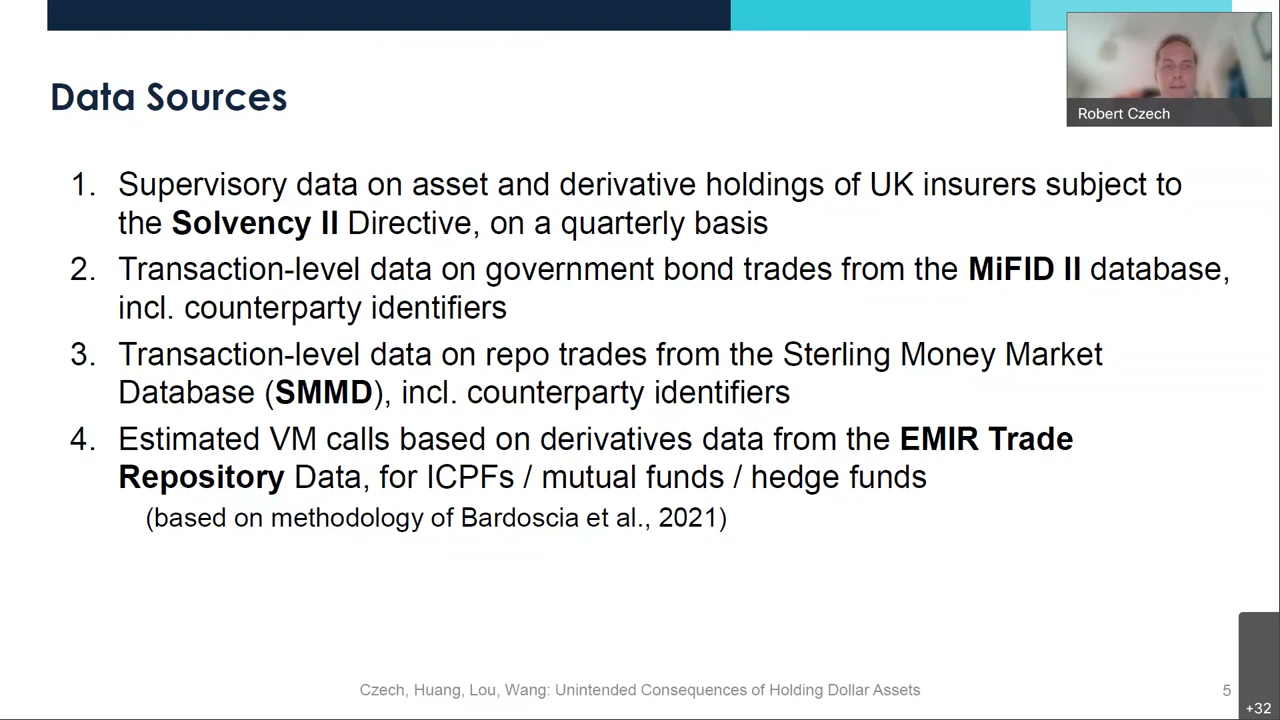 Data Sources
Robert Czech
1. Supervisory data on asset and derivative holdings of UK insurers subject to
the Solvency II Directive, on a quarterly basis
2. Transaction-level data on government bond trades from the MiFID II database,
incl. counterparty identifiers
3. Transaction-level data on repo trades from the Sterling Money Market
Database (SMMD), incl. counterparty identifiers
4. Estimated VM calls based on derivatives data from the EMIR Trade
Repository Data, for ICPFs / mutual funds / hedge funds
(based on methodology of Bardoscia et al., 2021)
Czech, Huang, Lou, Wang: Unintended Consequences of Holding Dollar Assets
5
+32